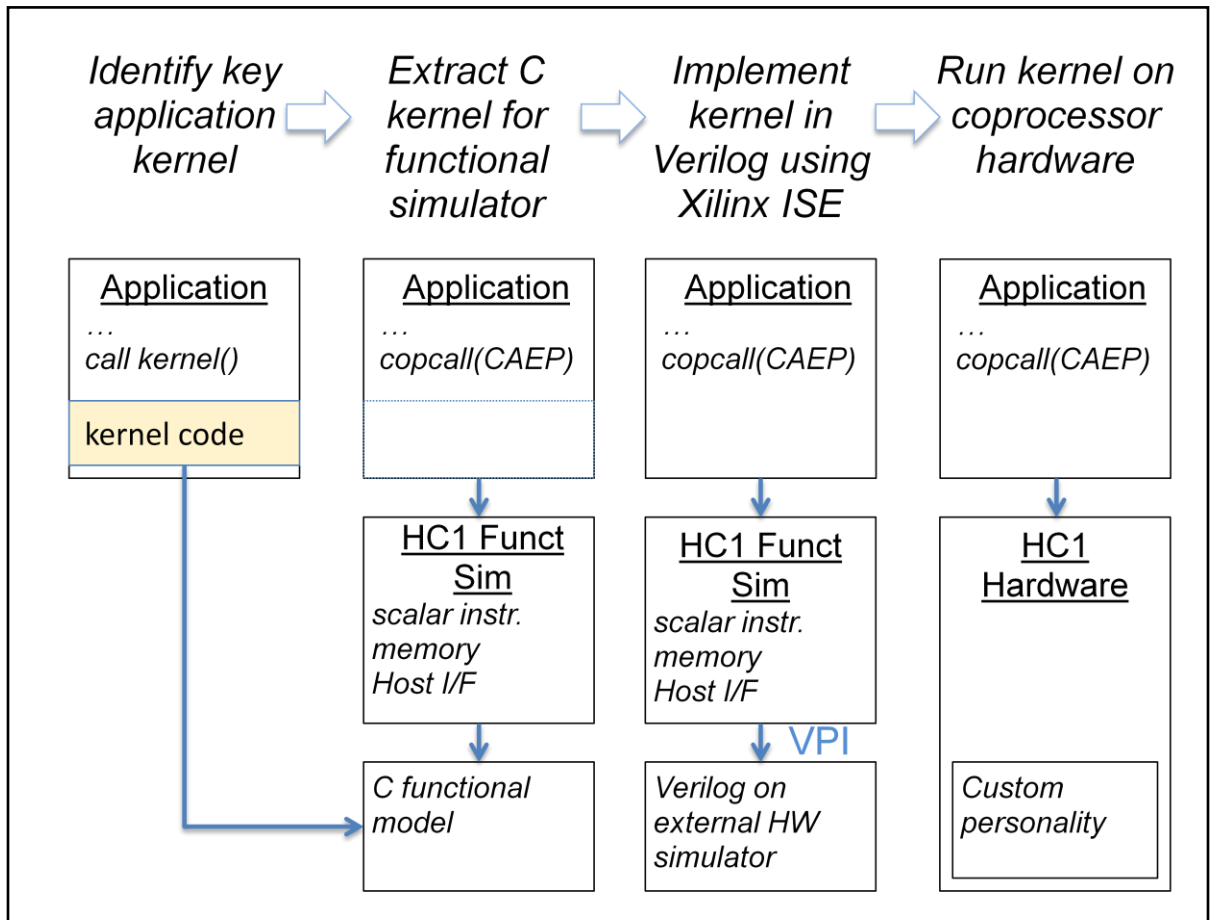 Identify key
application
kernel
Extract C
kernel for
functional
simulator
Implement
kernel in
Verilog using
Xilinx ISE
Run kernel on
coprocessor
hardware
Application
…
call kernel()
kernel code
Application
…
copcall(CAEP)
HC1 Funct
Sim
scalar instr.
memory
Host I/F
C functional
model
Application
…
copcall(CAEP)
HC1 Funct
Sim
scalar instr.
memory
Host I/F
VPI
Verilog on
external HW
simulator
Application
…
copcall(CAEP)
HC1
Hardware
Custom
personality